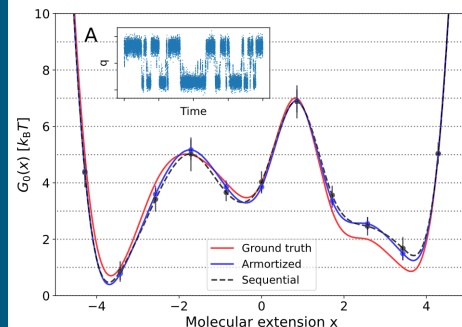 A
q
Time
10
8
6
4
2
0
G₀(x) [k_BT]
Ground truth
Armortized
Sequential
−4
−2
0
2
4
Molecular extension x